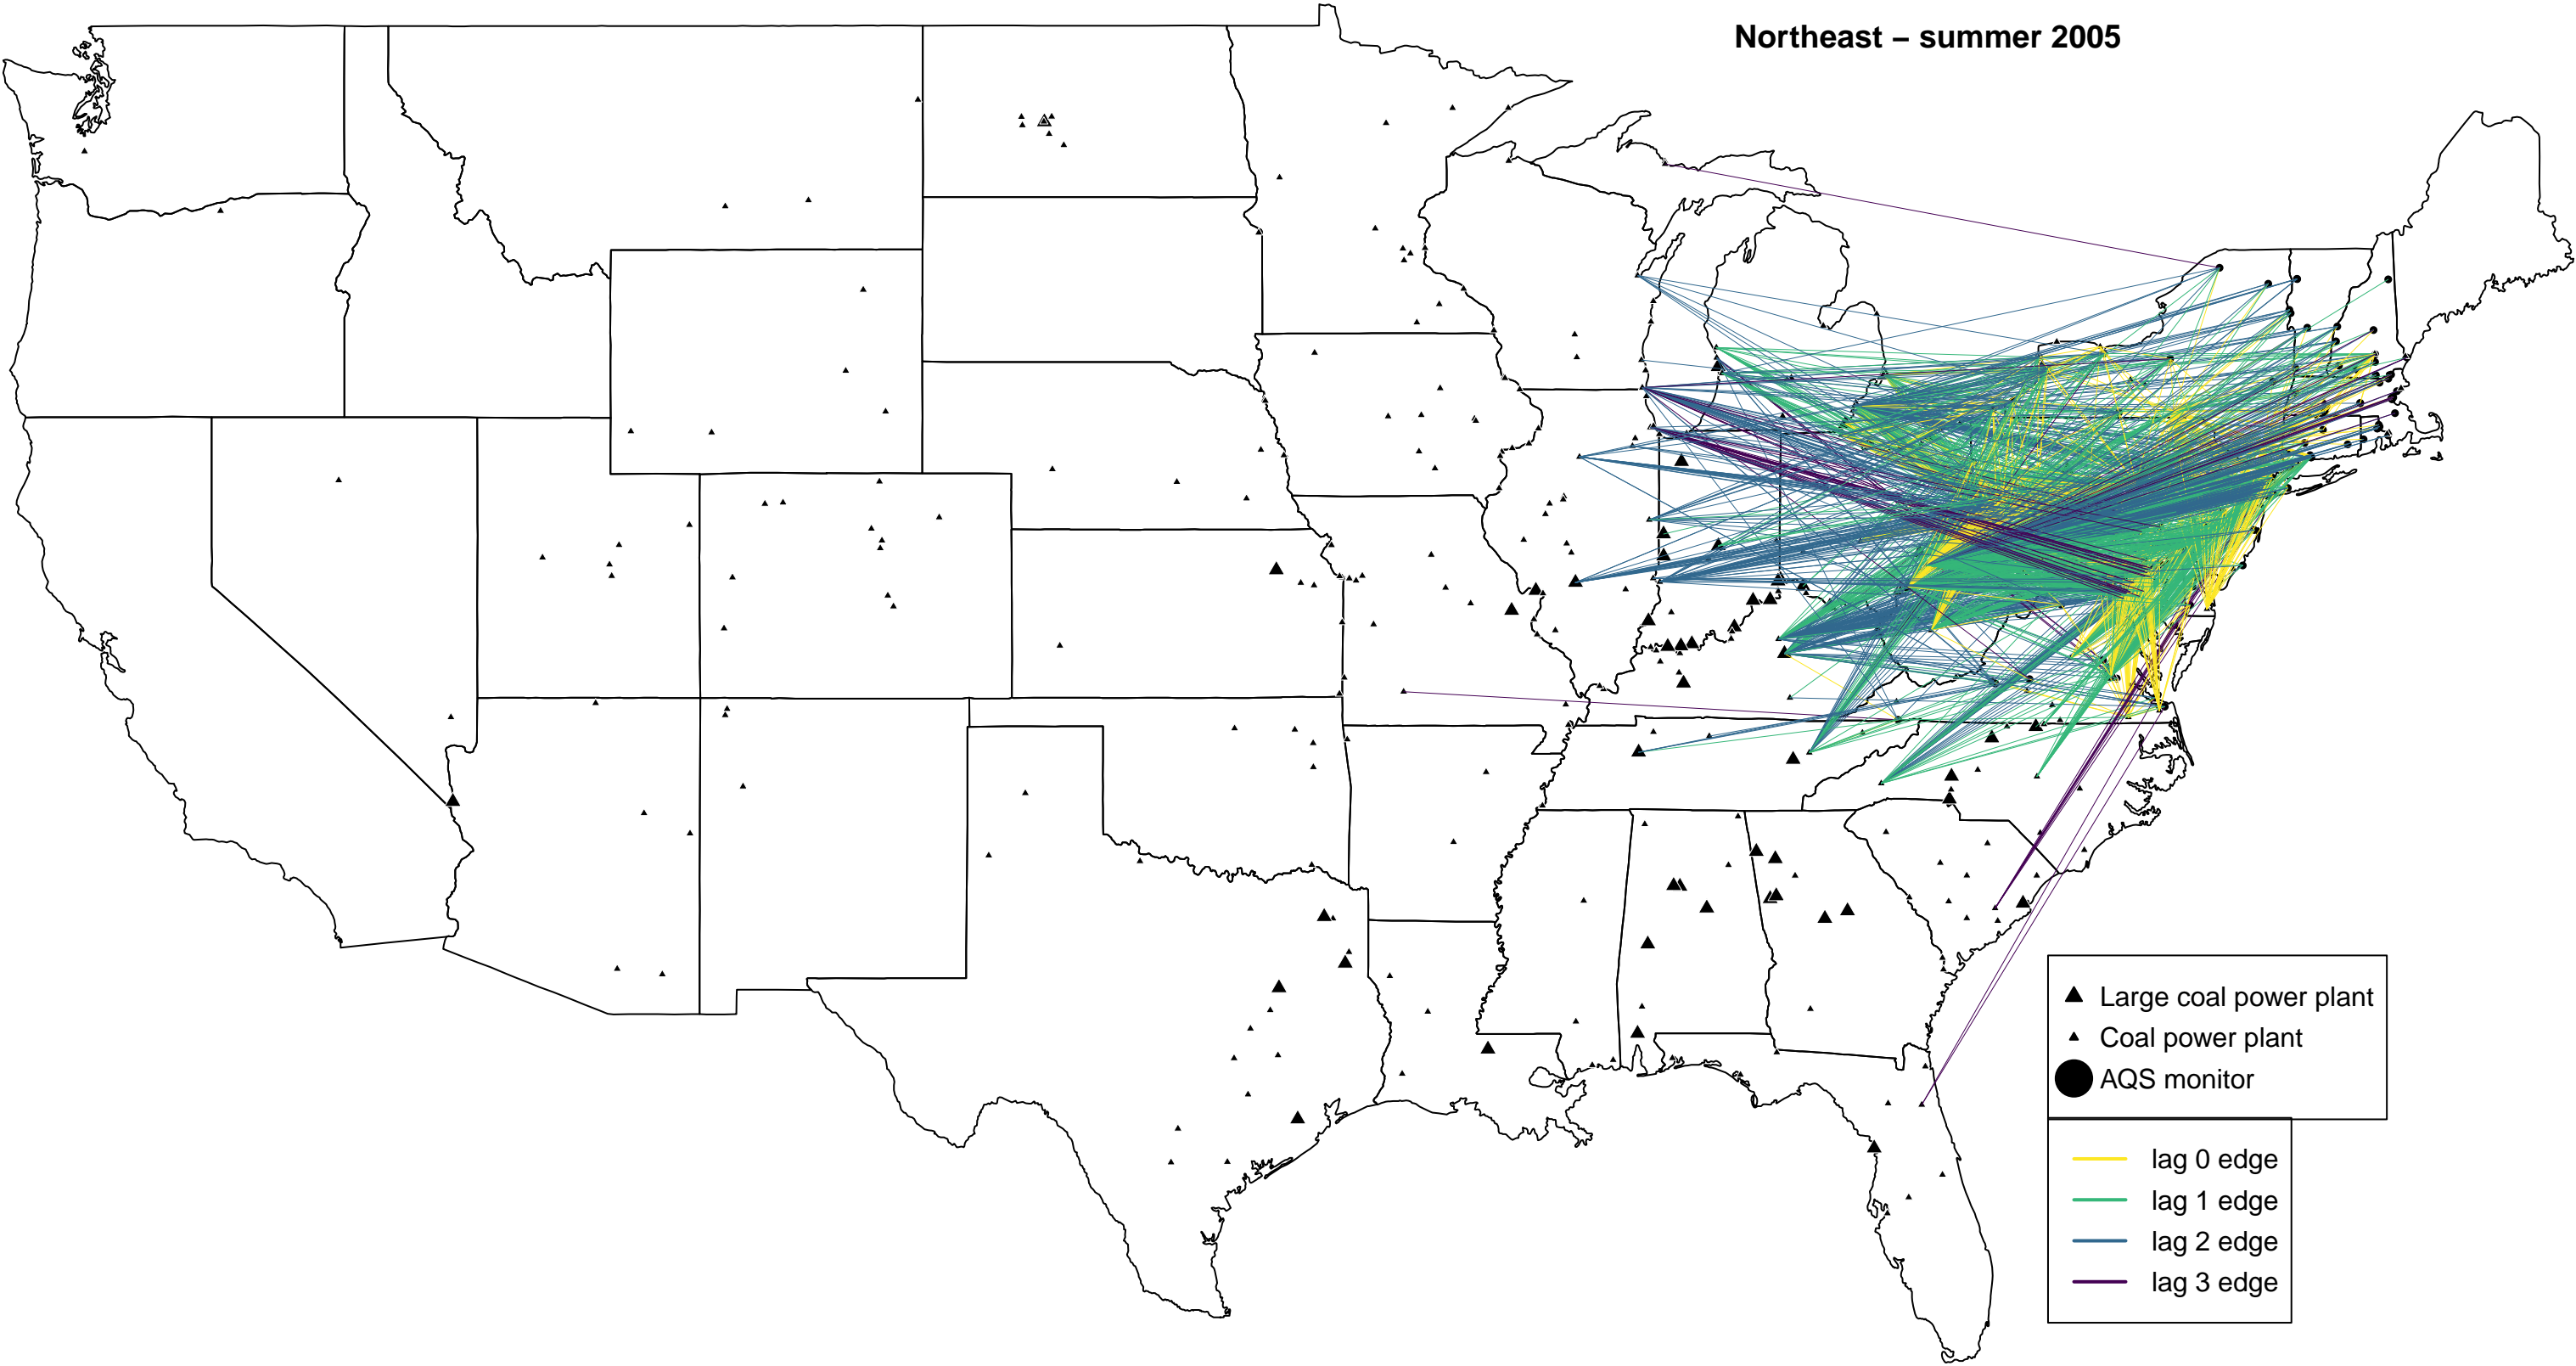 Northeast – summer 2005
Large coal power plant
Coal power plant
AQS monitor
lag 0 edge
lag 1 edge
lag 2 edge
lag 3 edge